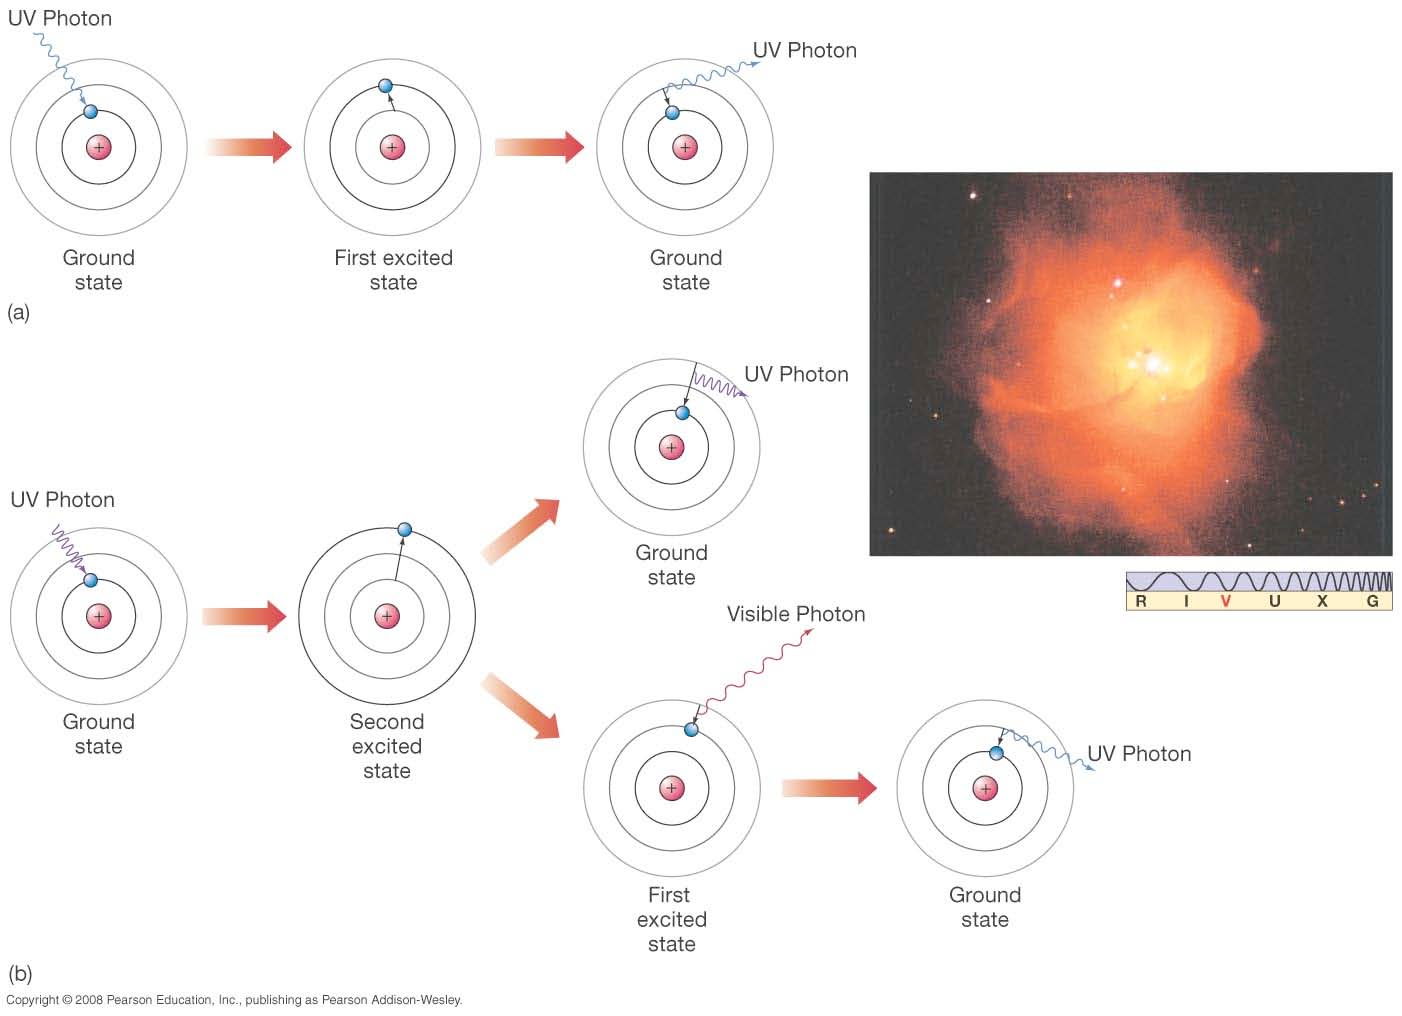 UV Photon
UV Photon
+
+
+
Ground
state
First excited
state
Ground
state
(a)
UV Photon
+
Ground
state
UV Photon
+
Ground
state
+
Second
excited
state
Visible Photon
+
First
excited
state
UV Photon
+
Ground
state
R I V U X G
(b)
Copyright © 2008 Pearson Education, Inc., publishing as Pearson Addison-Wesley.